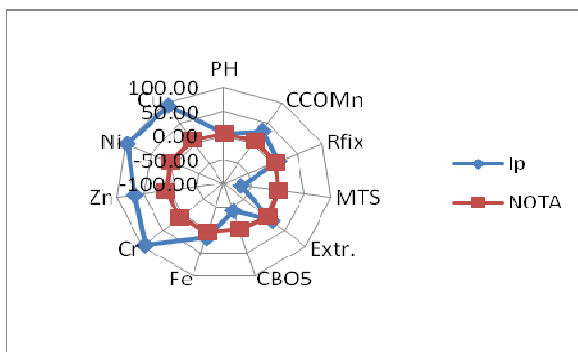 PH
CCOMn
Rfix
MTS
Extr.
CBO5
Fe
Cr
Zn
Ni
Cu
100.00
50.00
0.00
-50.00
-100.00
Ip
NOTA